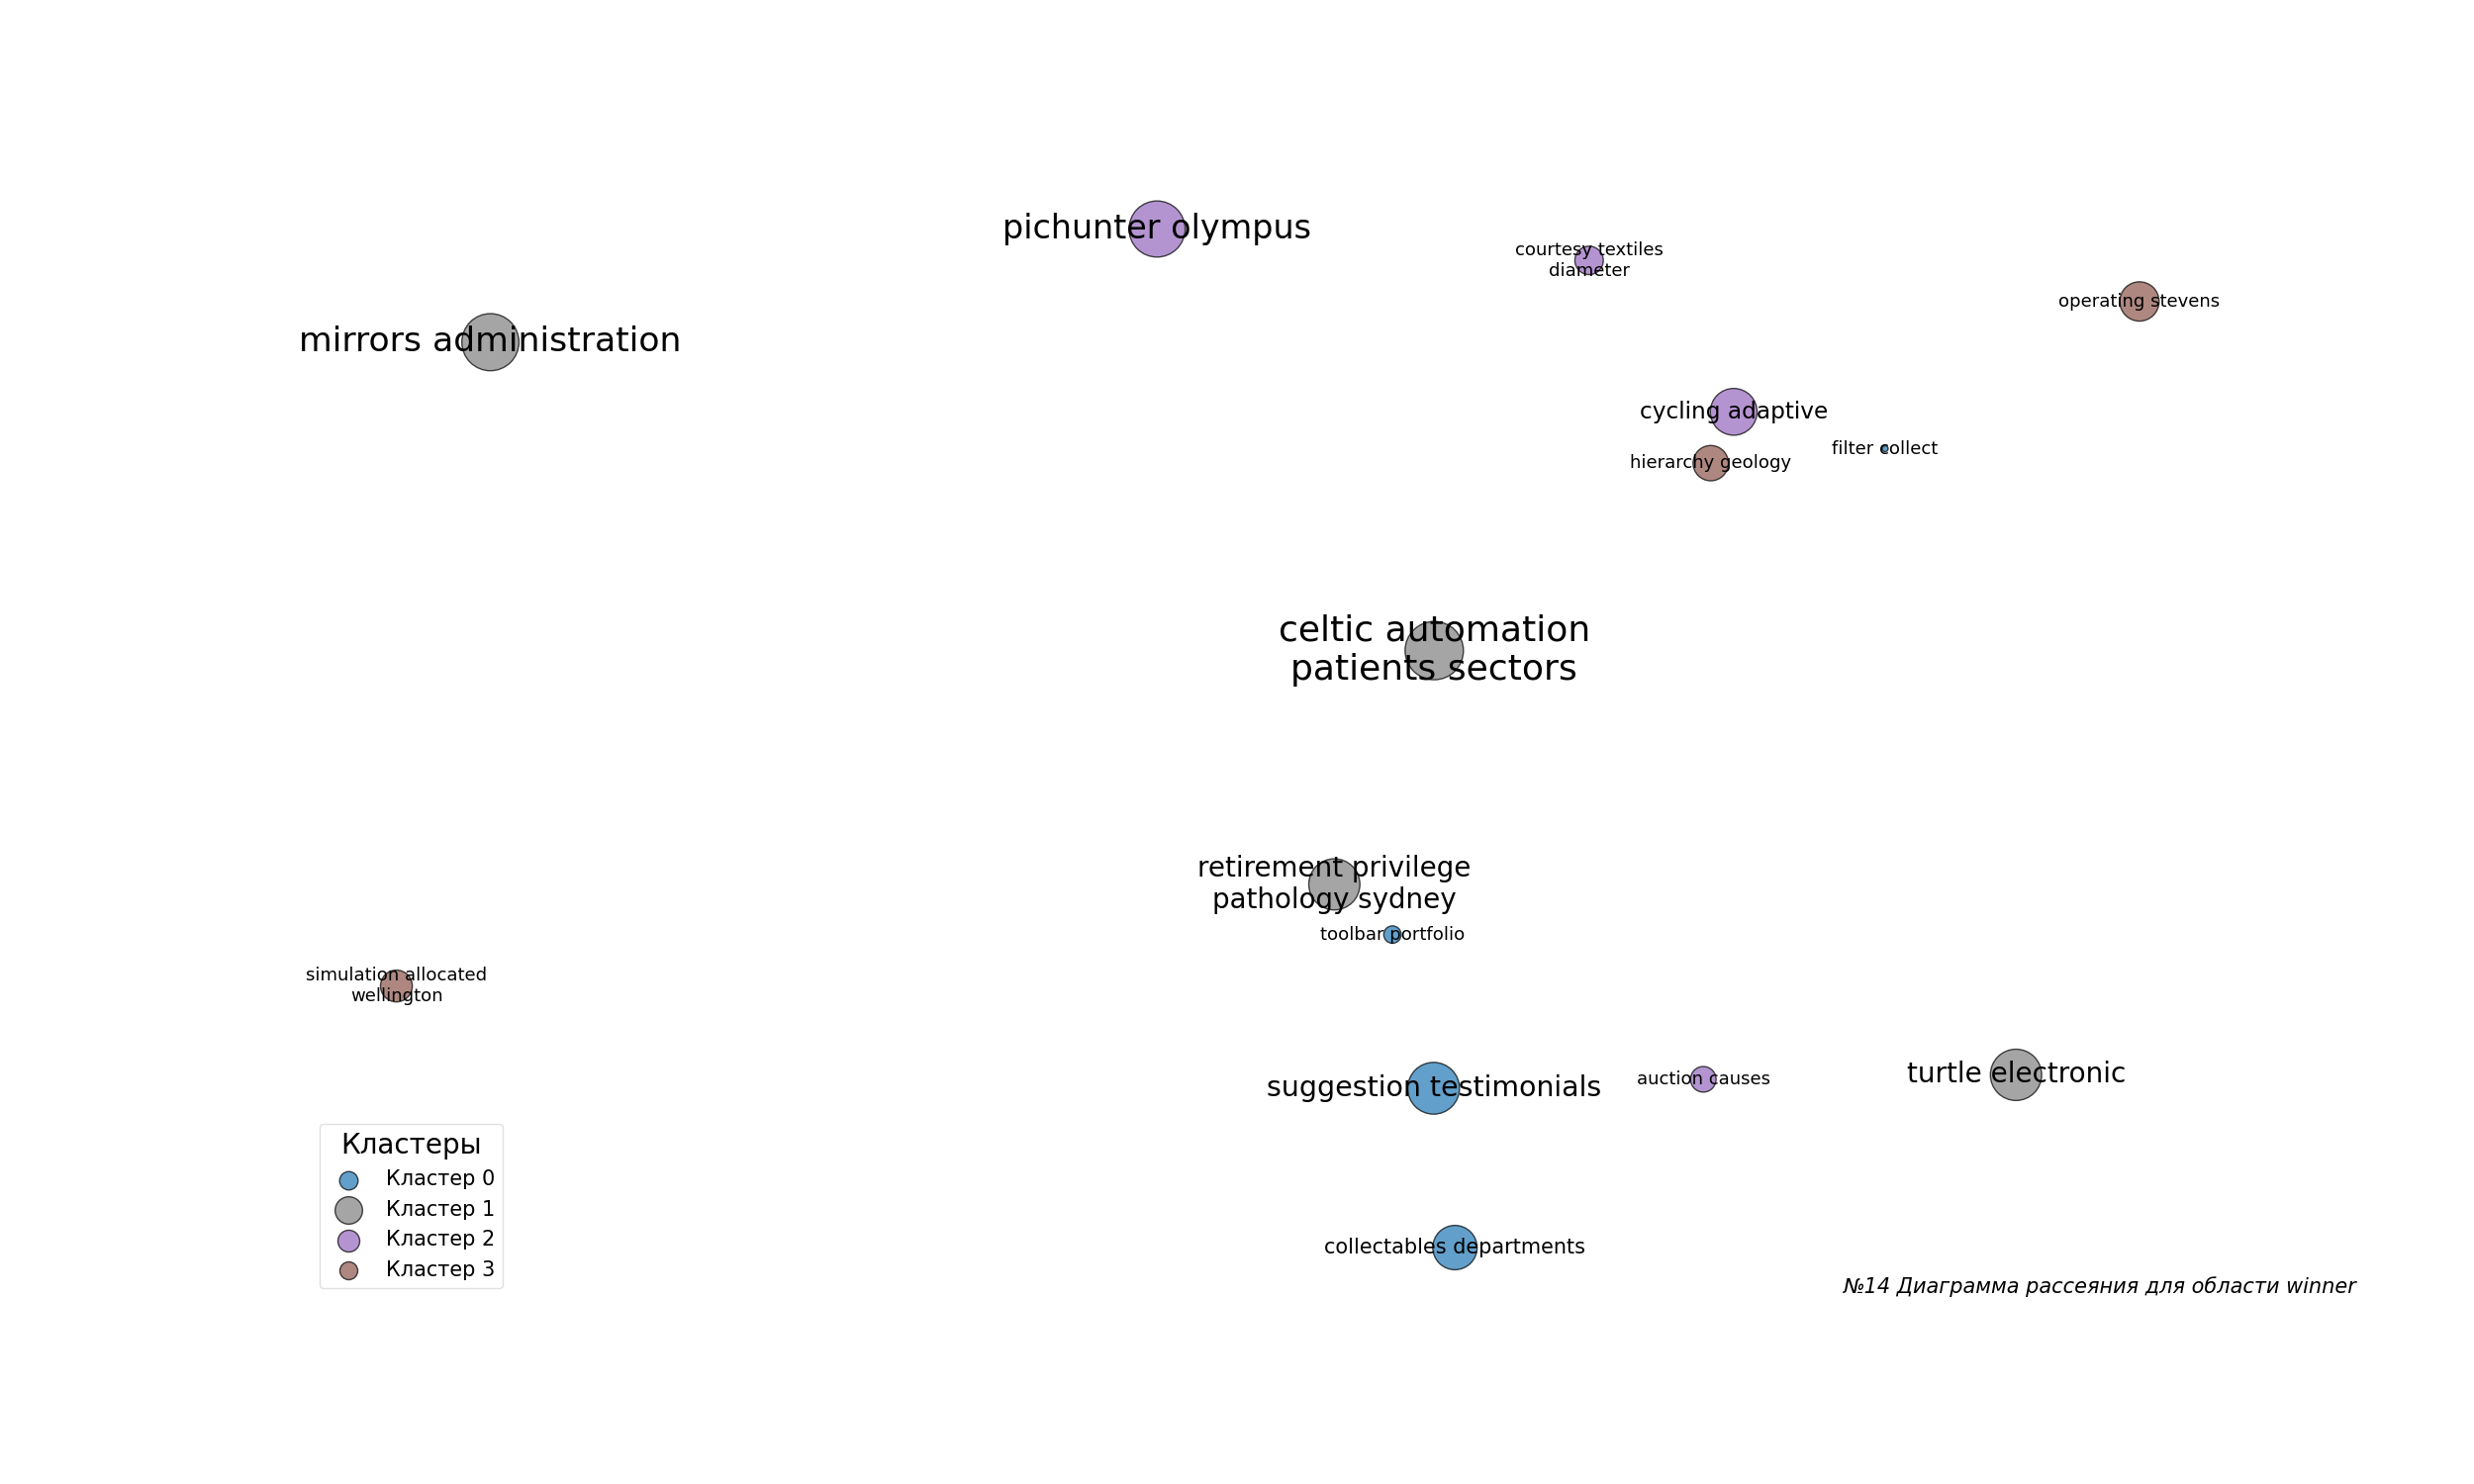 pichunter olympus
courtesy textiles
diameter
operating stevens
mirrors administration
cycling adaptive
filter collect
hierarchy geology
celtic automation
patients sectors
retirement privilege
pathology sydney
toolbar portfolio
simulation allocated
wellington
suggestion testimonials
auction causes
turtle electronic
Кластеры
Кластер 0
Кластер 1
Кластер 2
Кластер 3
collectables departments
№14 Диаграмма рассеяния для области winner